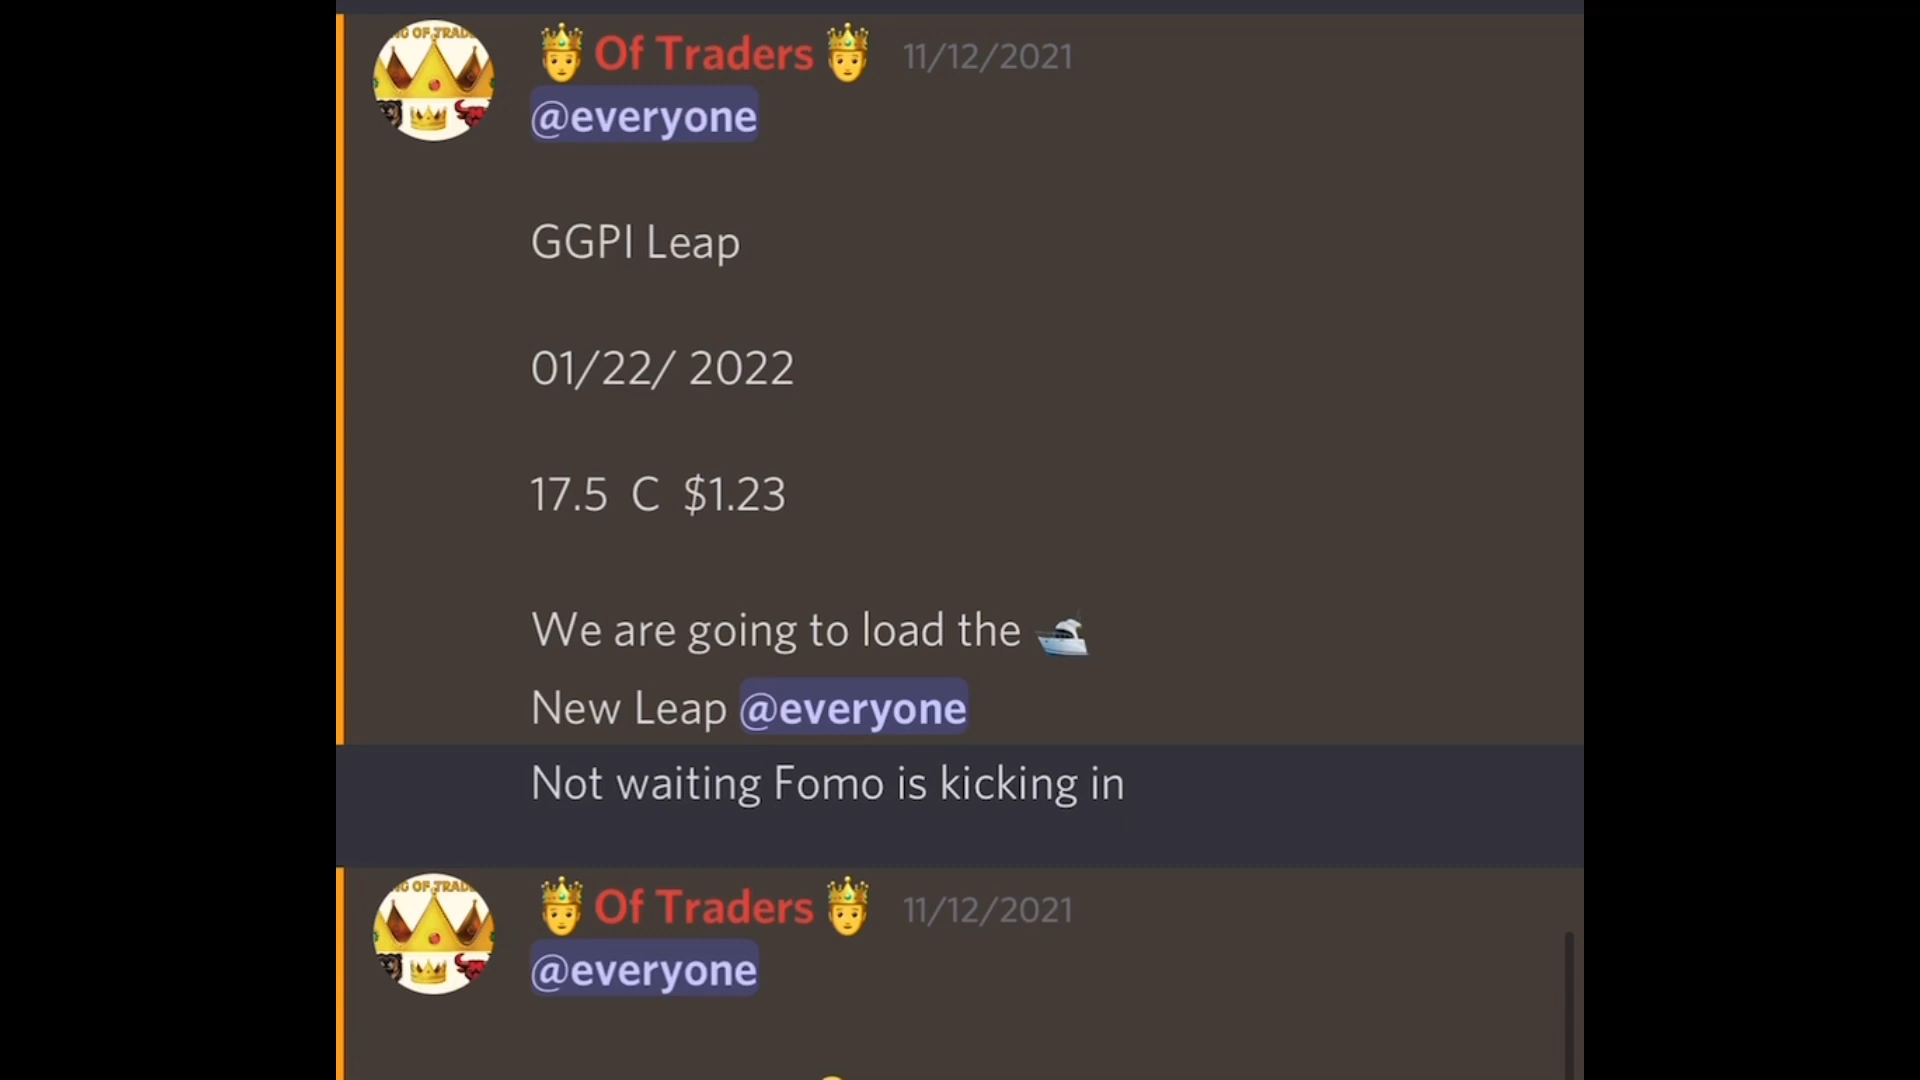 🤴 Of Traders 🤴 11/12/2021
@everyone
GGPI Leap
01/22/ 2022
17.5 C $1.23
We are going to load the 🛥️
New Leap @everyone
Not waiting Fomo is kicking in
🤴 Of Traders 🤴 11/12/2021
@everyone